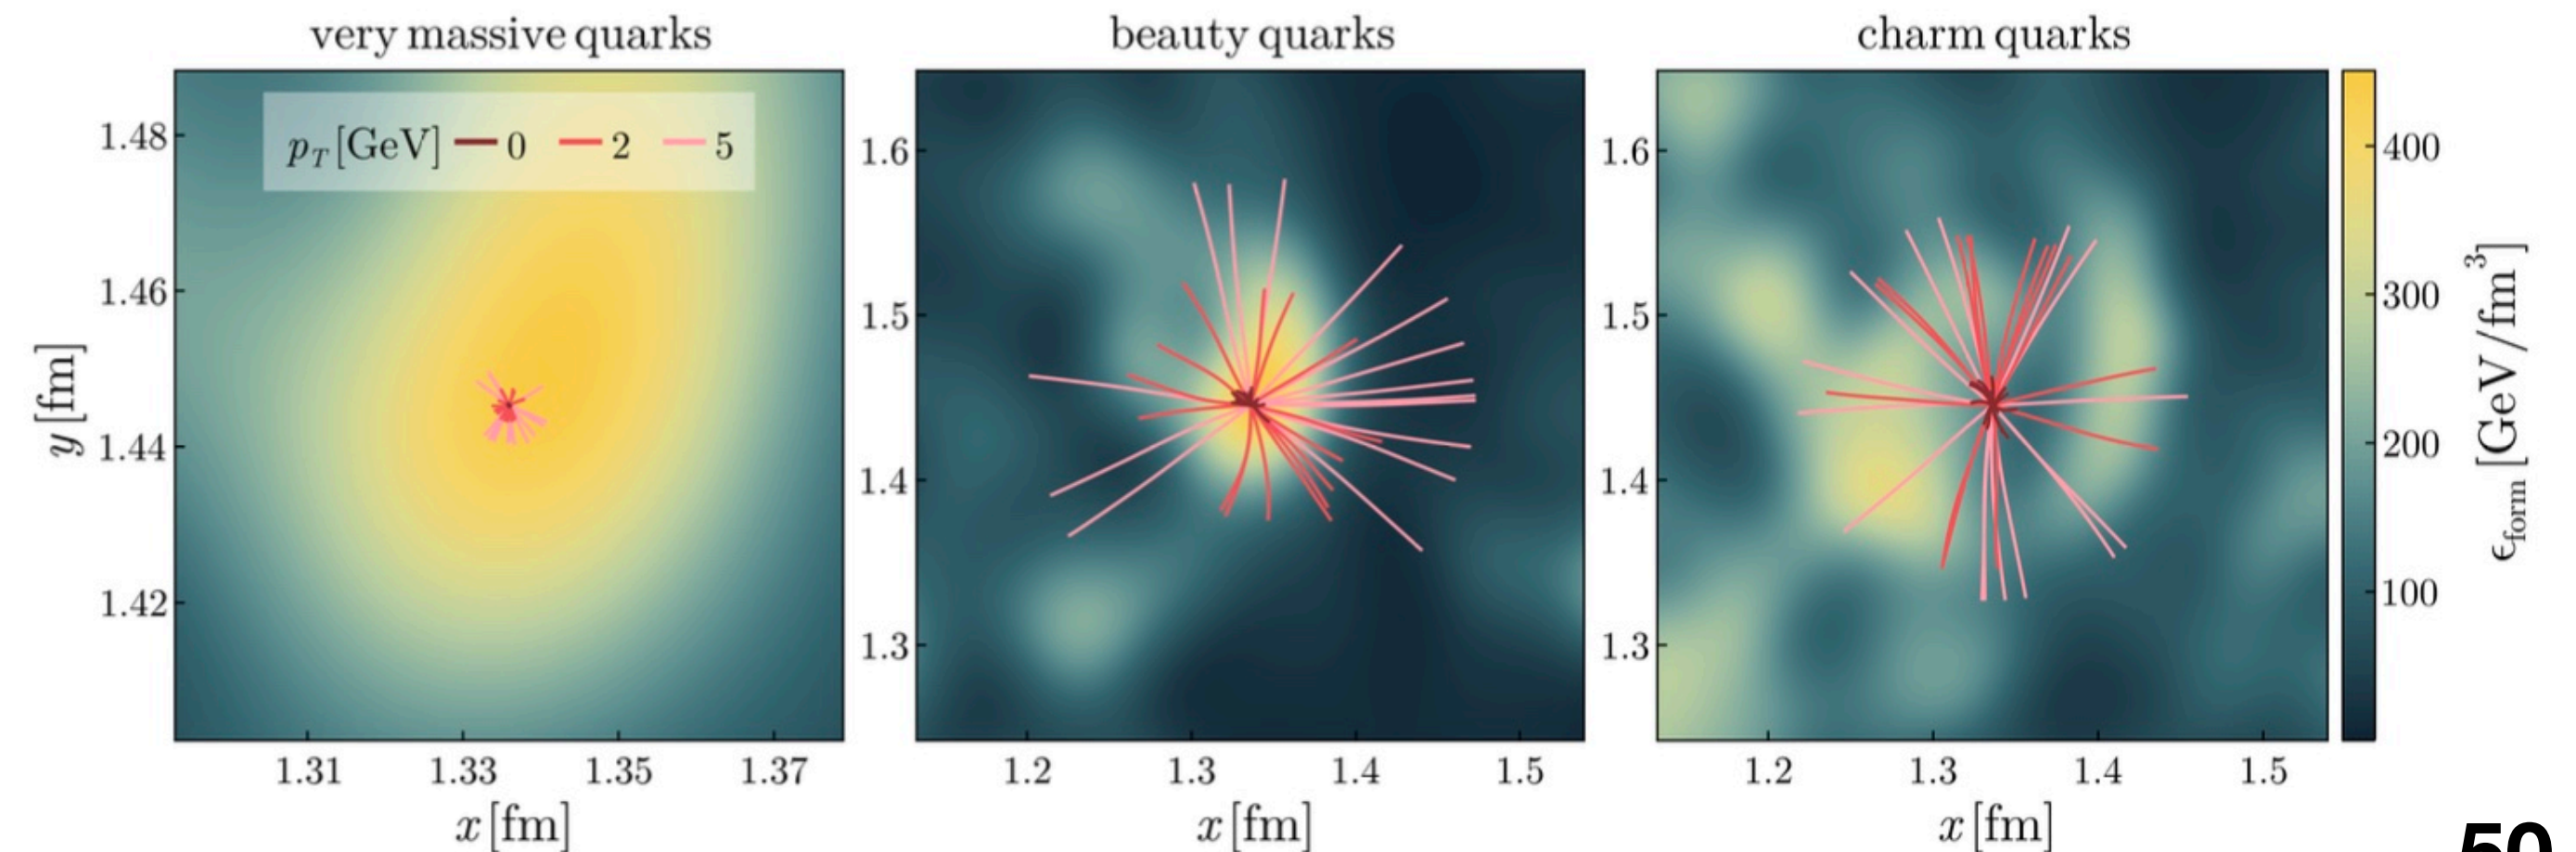 very massive quarks
beauty quarks
charm quarks
p_T [GeV] 0 2 5
1.48
1.46
1.44
1.42
y [fm]
1.31 1.33 1.35 1.37
x [fm]
1.6
1.5
1.4
1.3
1.2 1.3 1.4 1.5
x [fm]
1.6
1.5
1.4
1.3
1.2 1.3 1.4 1.5
x [fm]
400
300
200
100
ϵ_form [GeV/fm³]
50